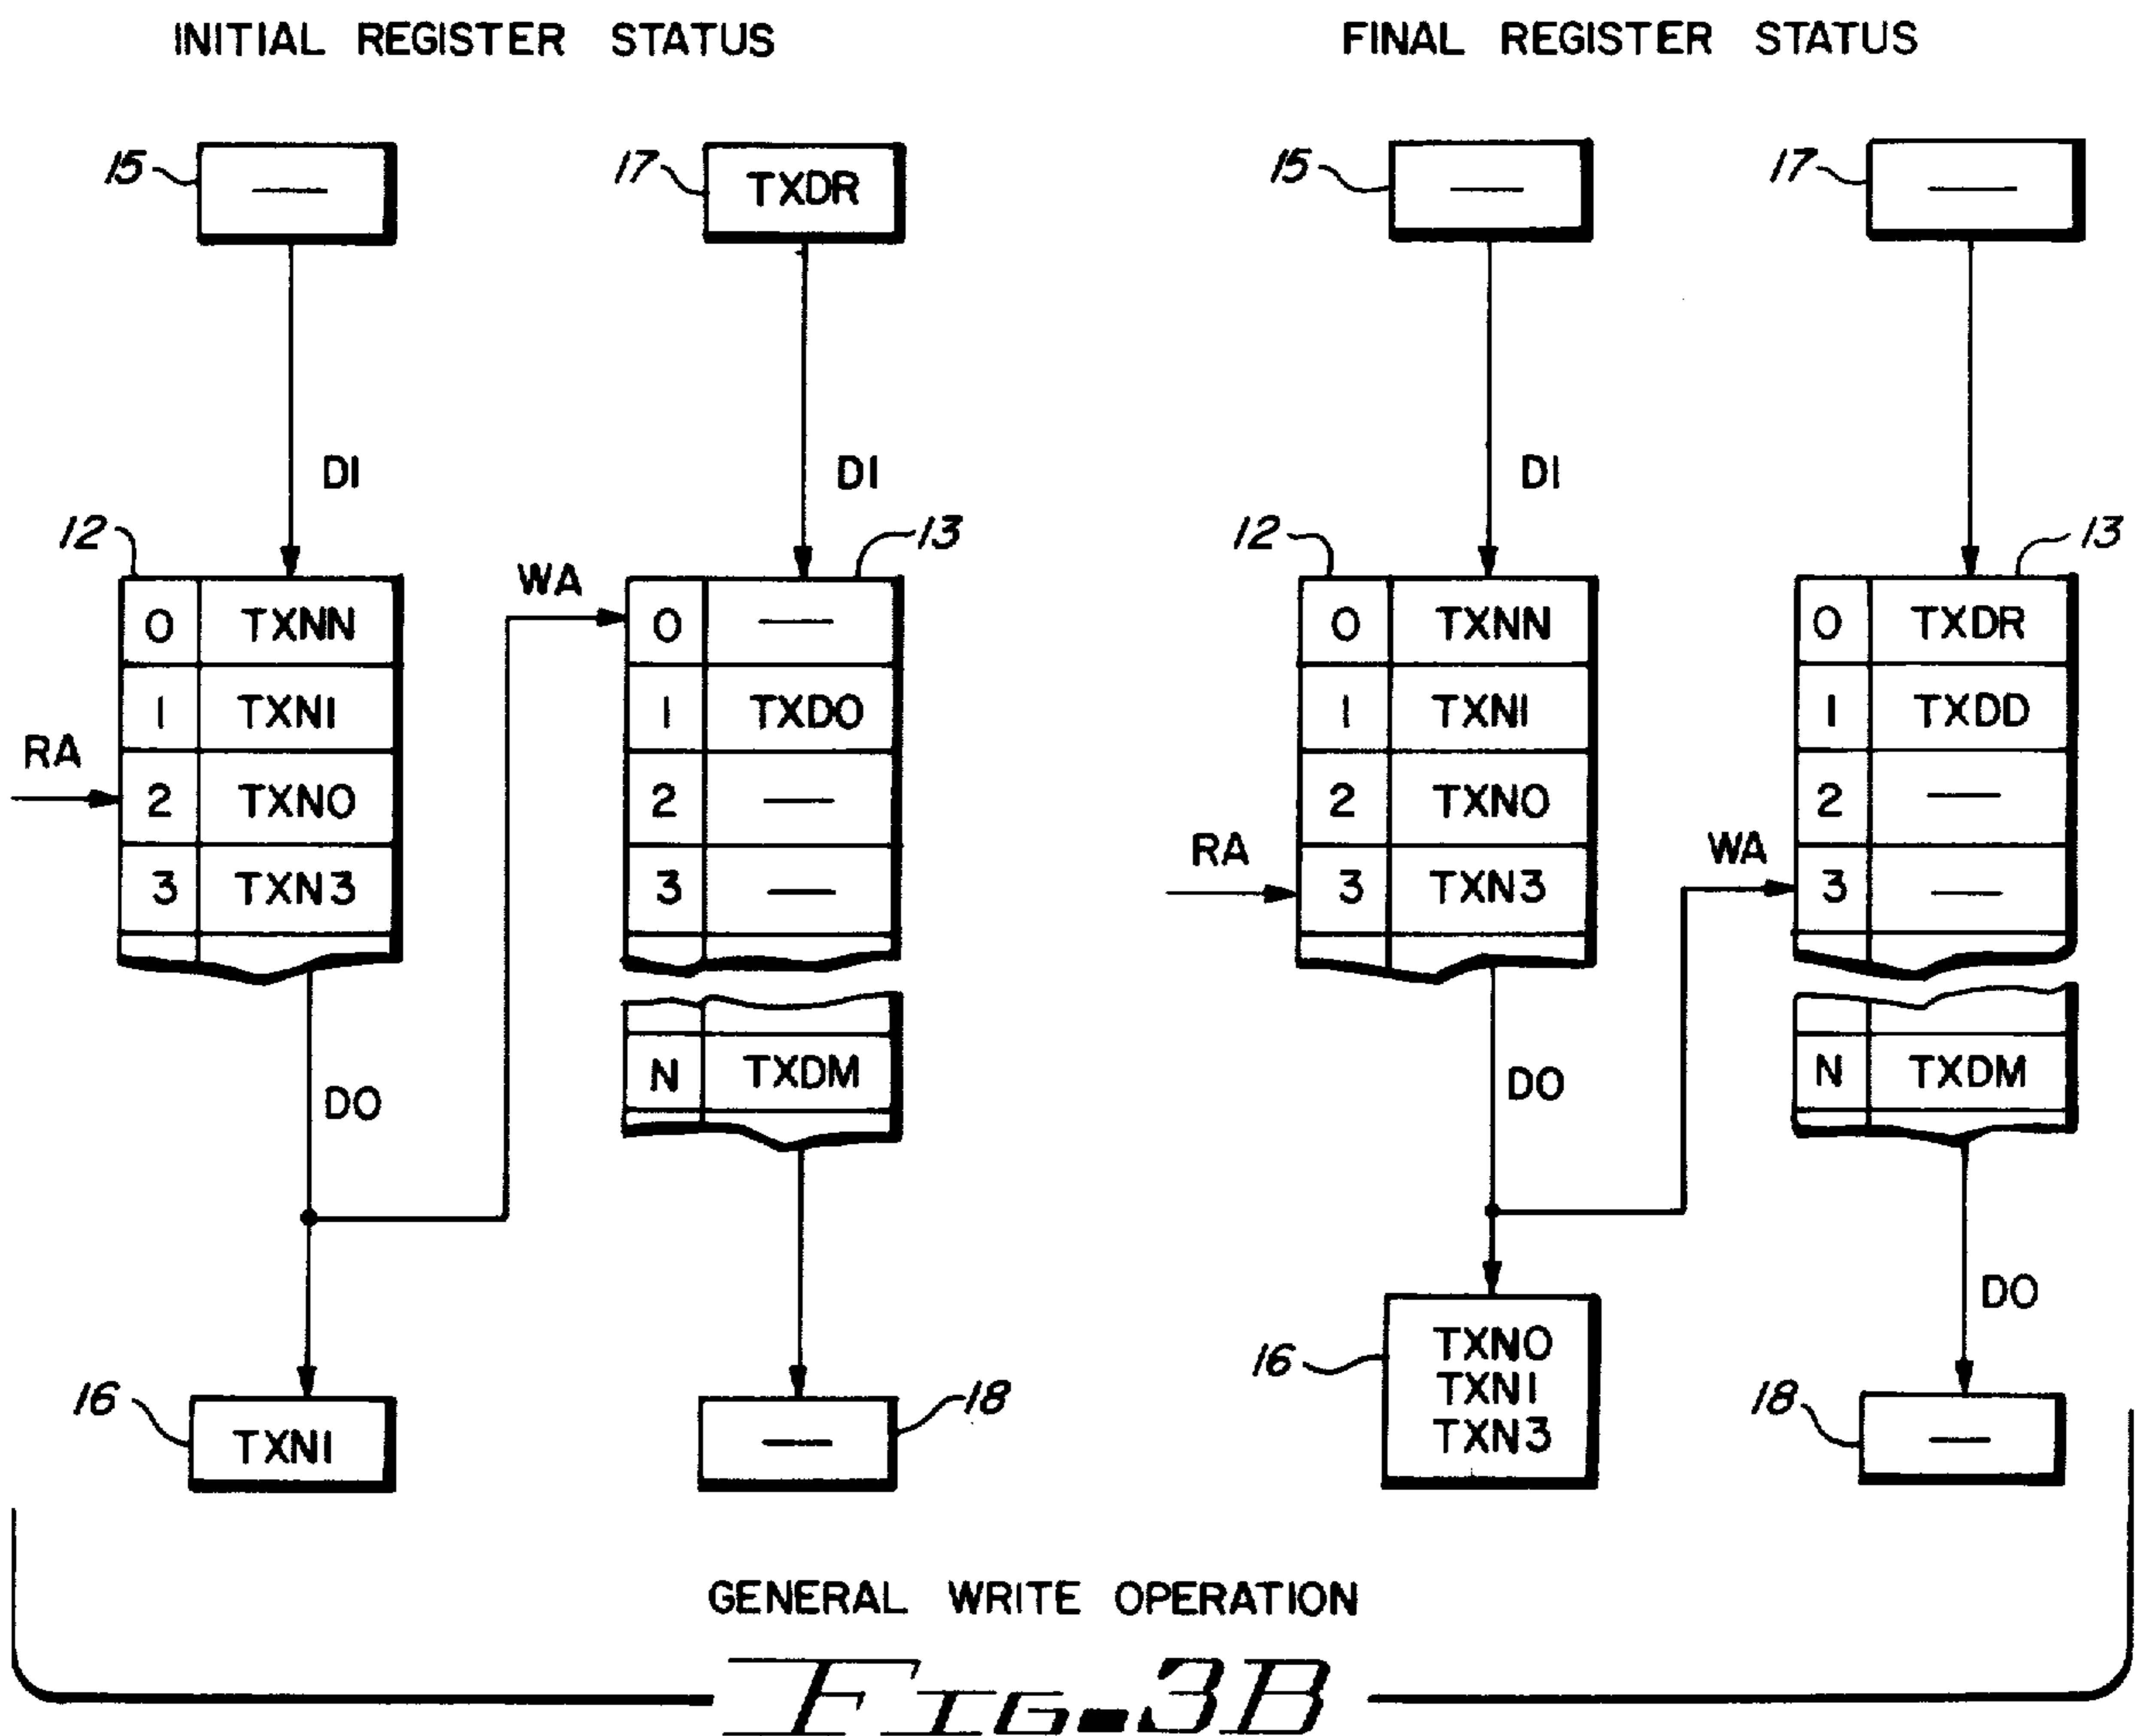 INITIAL REGISTER STATUS
FINAL REGISTER STATUS
15 —
17 TXDR
15 —
17 —
DI
DI
DI
12
13
12
13
WA
0 TXNN
0 —
0 TXNN
0 TXDR
1 TXN1
1 TXDO
1 TXN1
1 TXDD
RA
2 TXNO
2 —
2 TXNO
2 —
RA
WA
3 TXN3
3 —
3 TXN3
3 —
N TXDM
N TXDM
DO
DO
DO
16 TXN1
18 —
16
TXNO
TXN1
TXN3
18 —
GENERAL WRITE OPERATION
FIG-3B